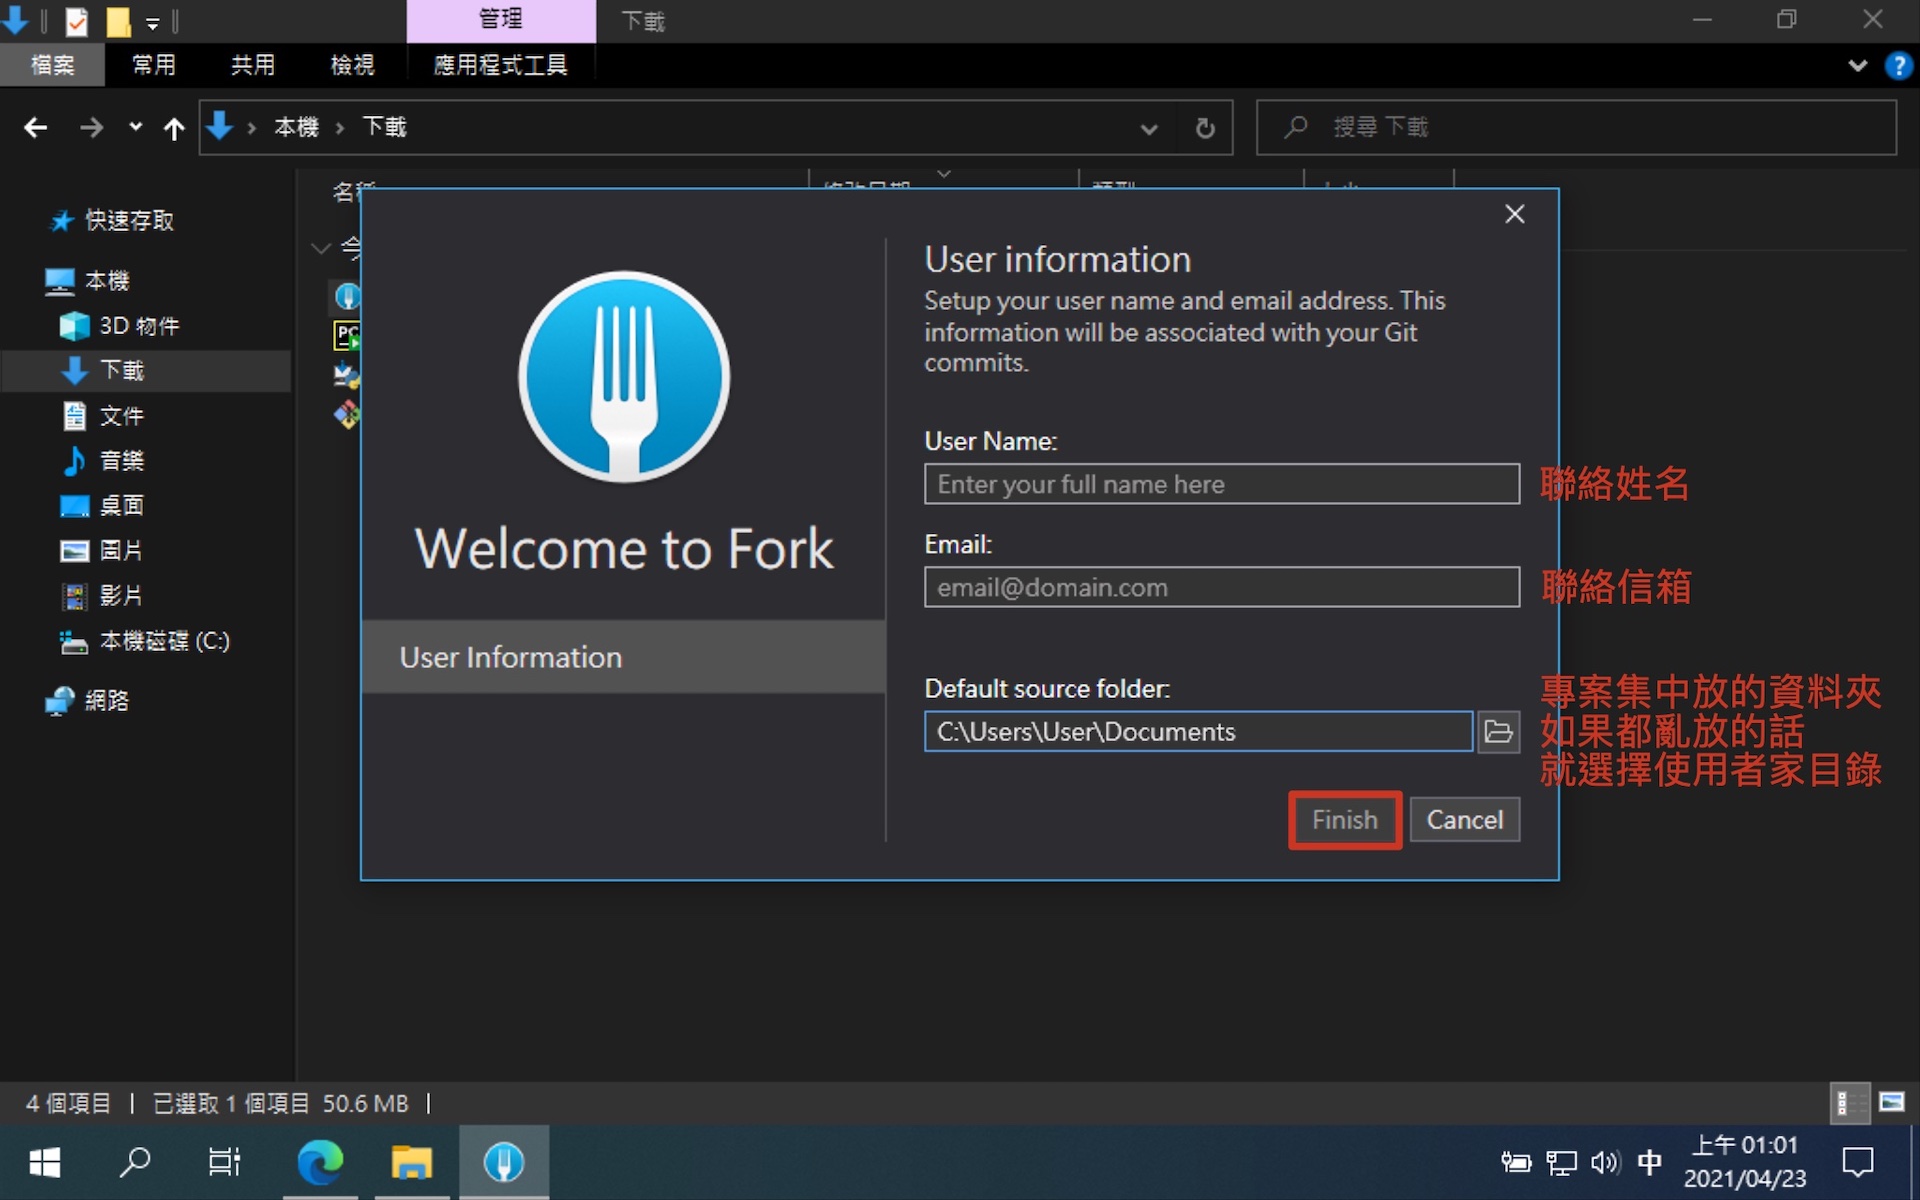 管理
下載
檔案
常用
共用
檢視
應用程式工具
本機 › 下載
搜尋 下載
快速存取
本機
3D 物件
下載
文件
音樂
桌面
圖片
影片
本機磁碟 (C:)
網路
Welcome to Fork
User Information
User information
Setup your user name and email address. This
information will be associated with your Git
commits.
User Name:
Enter your full name here
聯絡姓名
Email:
email@domain.com
聯絡信箱
Default source folder:
C:\Users\User\Documents
專案集中放的資料夾
如果都亂放的話
就選擇使用者家目錄
Finish
Cancel
4 個項目
已選取 1 個項目 50.6 MB
中
上午 01:01
2021/04/23